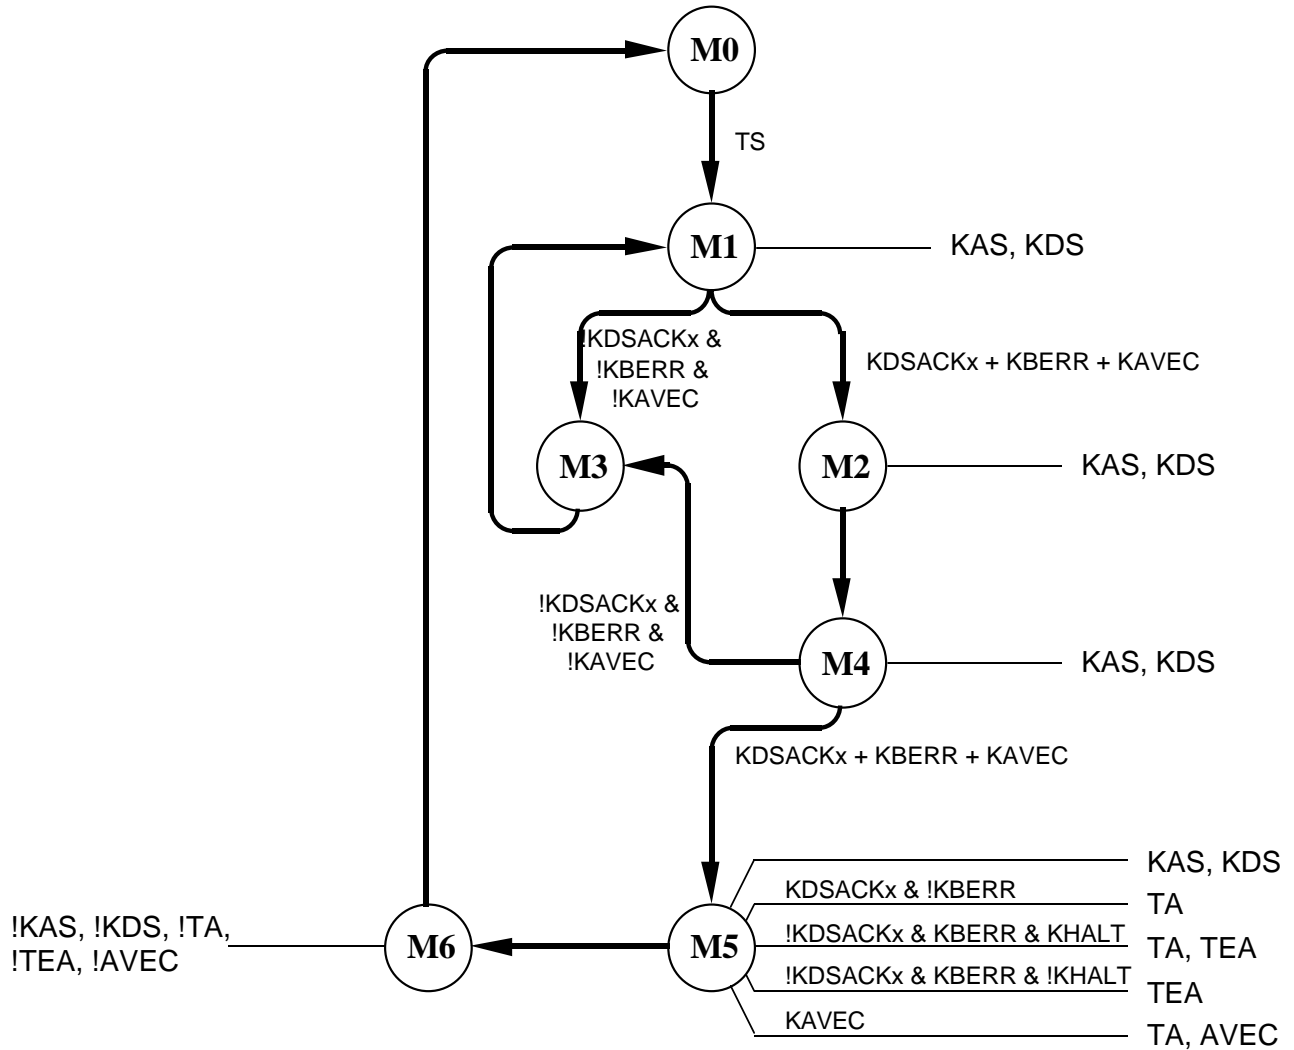 M0
TS
M1
KAS, KDS
!KDSACKx &
!KBERR &
!KAVEC
KDSACKx + KBERR + KAVEC
M3
M2
KAS, KDS
!KDSACKx &
!KBERR &
!KAVEC
M4
KAS, KDS
KDSACKx + KBERR + KAVEC
KAS, KDS
KDSACKx & !KBERR
TA
!KDSACKx & KBERR & KHALT
TA, TEA
!KDSACKx & KBERR & !KHALT
TEA
KAVEC
TA, AVEC
M5
M6
!KAS, !KDS, !TA,
!TEA, !AVEC